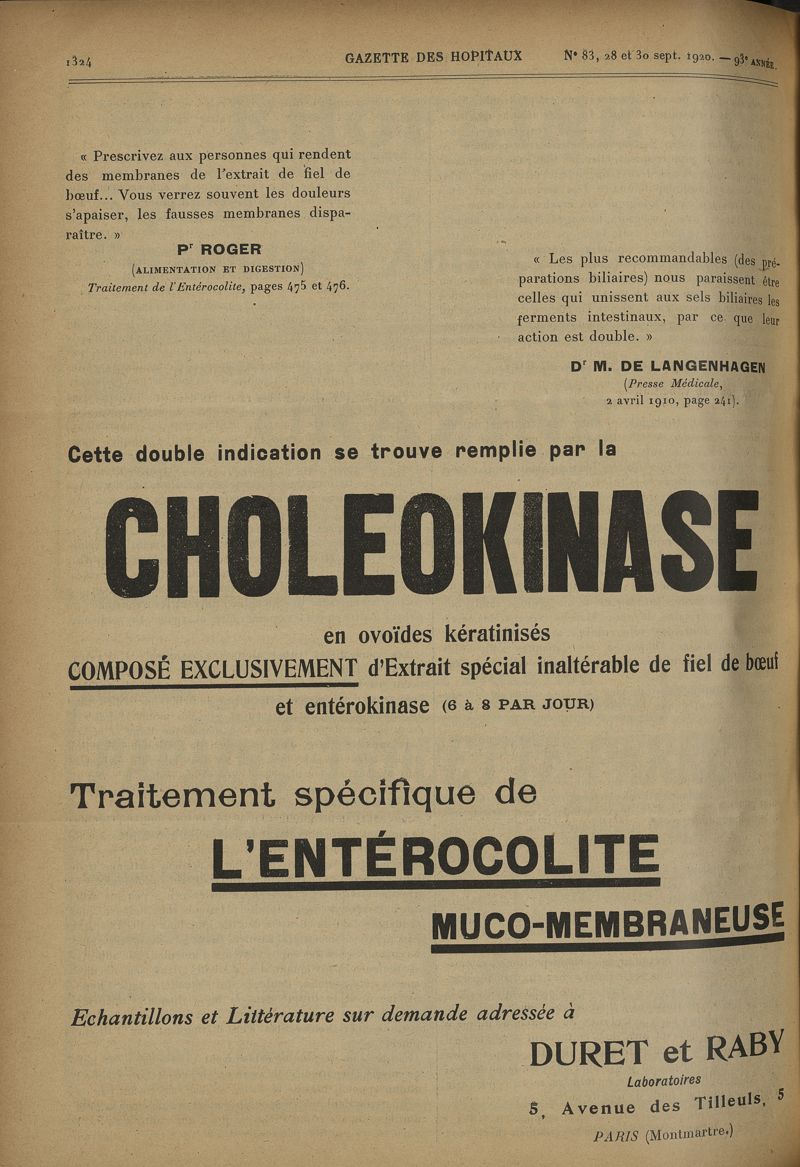 1324 GAZETTE DES HOPITAUX N° 83, 28 et 30 sept. 1920. — 93e ANNÉE.
« Prescrivez aux personnes qui rendent
des membranes de l'extrait de fiel de
bœuf... Vous verrez souvent les douleurs
s'apaiser, les fausses membranes dispa-
raître. »
Pr ROGER
(ALIMENTATION ET DIGESTION)
Traitement de l'Entérocolite, pages 475 et 476.
« Les plus recommandables (des pré-
parations biliaires) nous paraissent être
celles qui unissent aux sels biliaires les
ferments intestinaux, par ce que leur
action est double. »
Dr M. DE LANGENHAGEN
(Presse Médicale,
2 avril 1910, page 241).
Cette double indication se trouve remplie par la
CHOLEOKINASE
en ovoïdes kératinisés
COMPOSÉ EXCLUSIVEMENT d'Extrait spécial inaltérable de fiel de bœuf
et entérokinase (6 à 8 PAR JOUR)
Traitement spécifique de
L'ENTÉROCOLITE
MUCO-MEMBRANEUSE
Echantillons et Littérature sur demande adressée à
DURET et RABY
Laboratoires
5, Avenue des Tilleuls, 5
PARIS (Montmartre.)